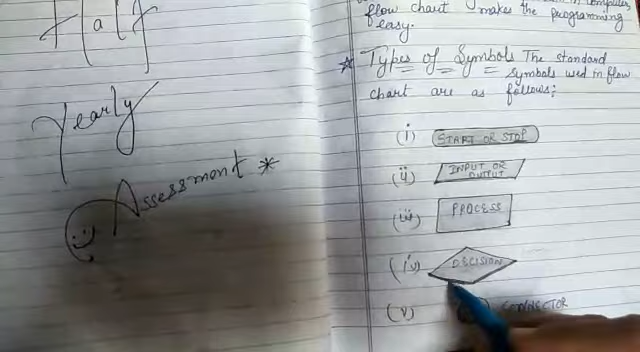 Half
Yearly
Assessment *
flow chart makes the programming
easy.
* Types of Symbols The standard
symbols used in flow
chart are as follows:
(i) START OR STOP
(ii) INPUT OR
OUTPUT
(iii) PROCESS
(iv) DECISION
(v) CONNECTOR